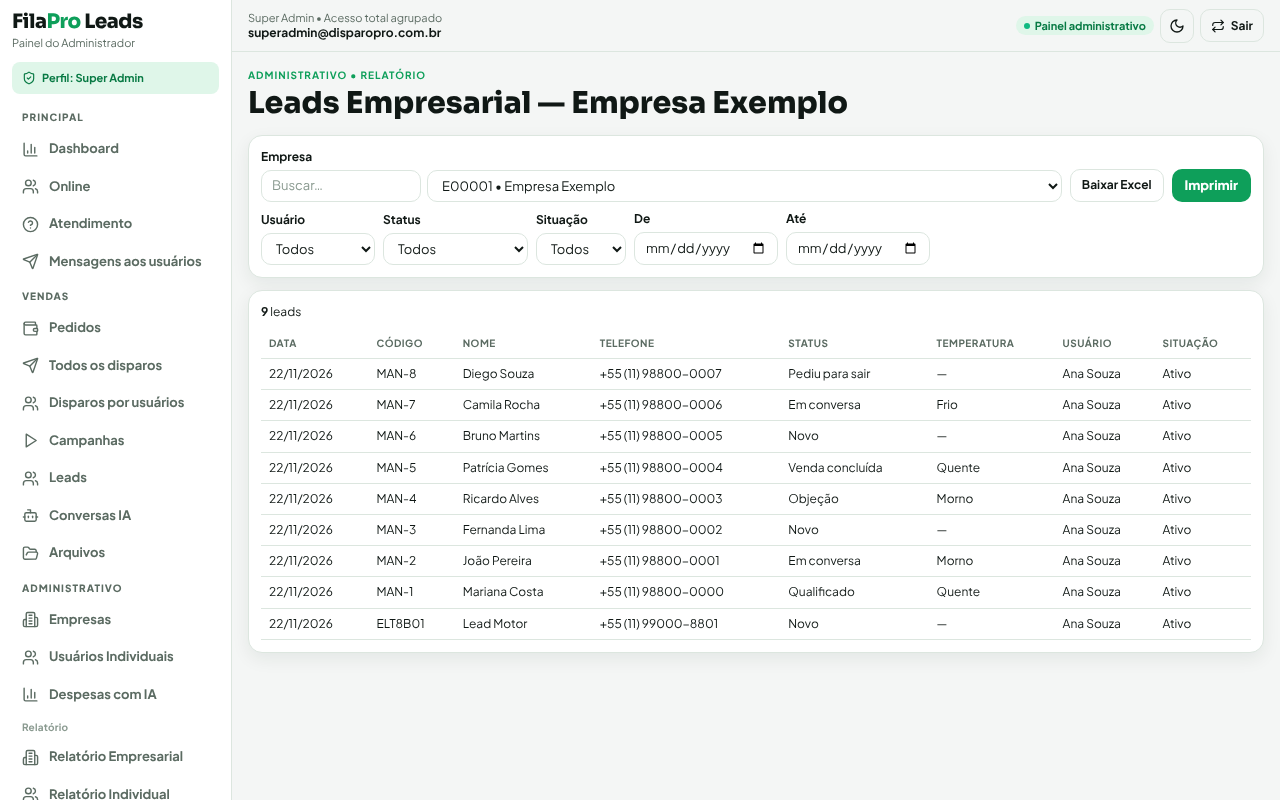 FilaPro Leads
Painel do Administrador
Perfil: Super Admin
PRINCIPAL
Dashboard
Online
Atendimento
Mensagens aos usuários
VENDAS
Pedidos
Todos os disparos
Disparos por usuários
Campanhas
Leads
Conversas IA
Arquivos
ADMINISTRATIVO
Empresas
Usuários Individuais
Despesas com IA
Relatório
Relatório Empresarial
Relatório Individual
Super Admin • Acesso total agrupado
superadmin@disparopro.com.br
Painel administrativo
Sair
ADMINISTRATIVO • RELATÓRIO
Leads Empresarial — Empresa Exemplo
Empresa
Buscar... E00001 • Empresa Exemplo Baixar Excel Imprimir
Usuário Status Situação De Até
Todos Todos Todos mm/dd/yyyy mm/dd/yyyy
9 leads
DATA CÓDIGO NOME TELEFONE STATUS TEMPERATURA USUÁRIO SITUAÇÃO
22/11/2026 MAN-8 Diego Souza +55 (11) 98800-0007 Pediu para sair — Ana Souza Ativo
22/11/2026 MAN-7 Camila Rocha +55 (11) 98800-0006 Em conversa Frio Ana Souza Ativo
22/11/2026 MAN-6 Bruno Martins +55 (11) 98800-0005 Novo — Ana Souza Ativo
22/11/2026 MAN-5 Patrícia Gomes +55 (11) 98800-0004 Venda concluída Quente Ana Souza Ativo
22/11/2026 MAN-4 Ricardo Alves +55 (11) 98800-0003 Objeção Morno Ana Souza Ativo
22/11/2026 MAN-3 Fernanda Lima +55 (11) 98800-0002 Novo — Ana Souza Ativo
22/11/2026 MAN-2 João Pereira +55 (11) 98800-0001 Em conversa Morno Ana Souza Ativo
22/11/2026 MAN-1 Mariana Costa +55 (11) 98800-0000 Qualificado Quente Ana Souza Ativo
22/11/2026 ELT8B01 Lead Motor +55 (11) 99000-8801 Novo — Ana Souza Ativo